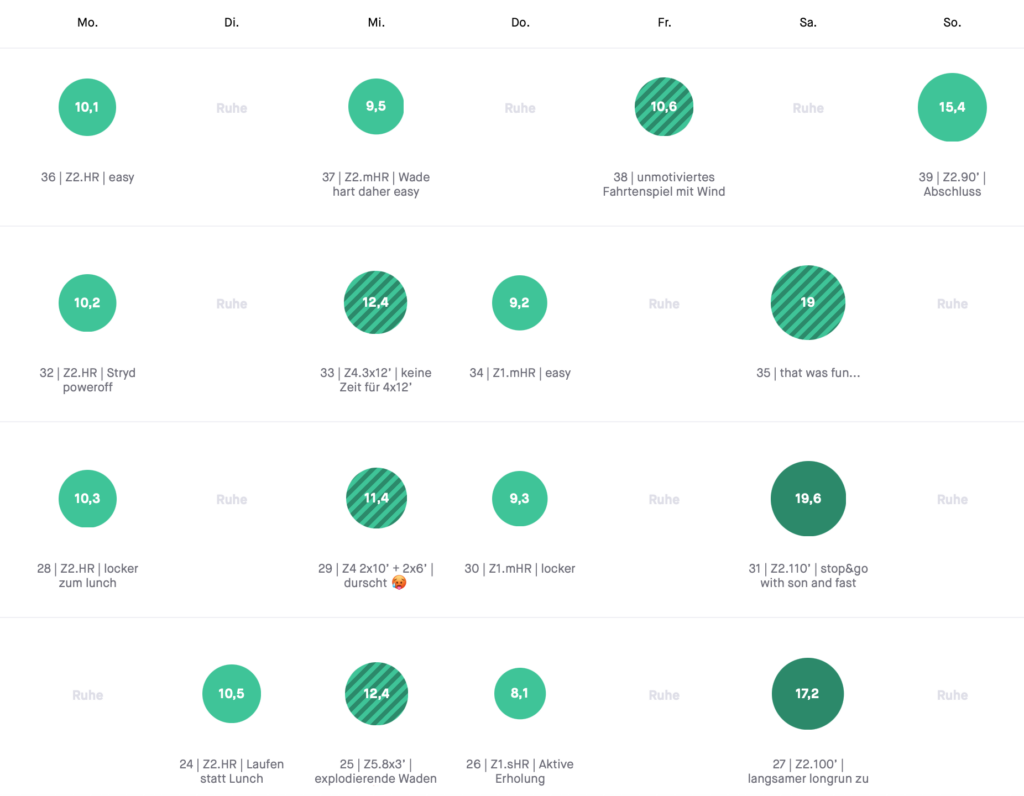 Mo. Di. Mi. Do. Fr. Sa. So.
10,1 Ruhe 9,5 Ruhe 10,6 Ruhe 15,4
36 | Z2.HR | easy
37 | Z2.mHR | Wade
hart daher easy
38 | unmotiviertes
Fahrtenspiel mit Wind
39 | Z2.90' |
Abschluss
10,2 Ruhe 12,4 9,2 Ruhe 19 Ruhe
32 | Z2.HR | Stryd
poweroff
33 | Z4.3x12' | keine
Zeit für 4x12'
34 | Z1.mHR | easy
35 | that was fun...
10,3 Ruhe 11,4 9,3 Ruhe 19,6 Ruhe
28 | Z2.HR | locker
zum lunch
29 | Z4 2x10' + 2x6' |
durscht 🥵
30 | Z1.mHR | locker
31 | Z2.110' | stop&go
with son and fast
Ruhe 10,5 12,4 8,1 Ruhe 17,2 Ruhe
24 | Z2.HR | Laufen
statt Lunch
25 | Z5.8x3' |
explodierende Waden
26 | Z1.sHR | Aktive
Erholung
27 | Z2.100' |
langsamer longrun zu